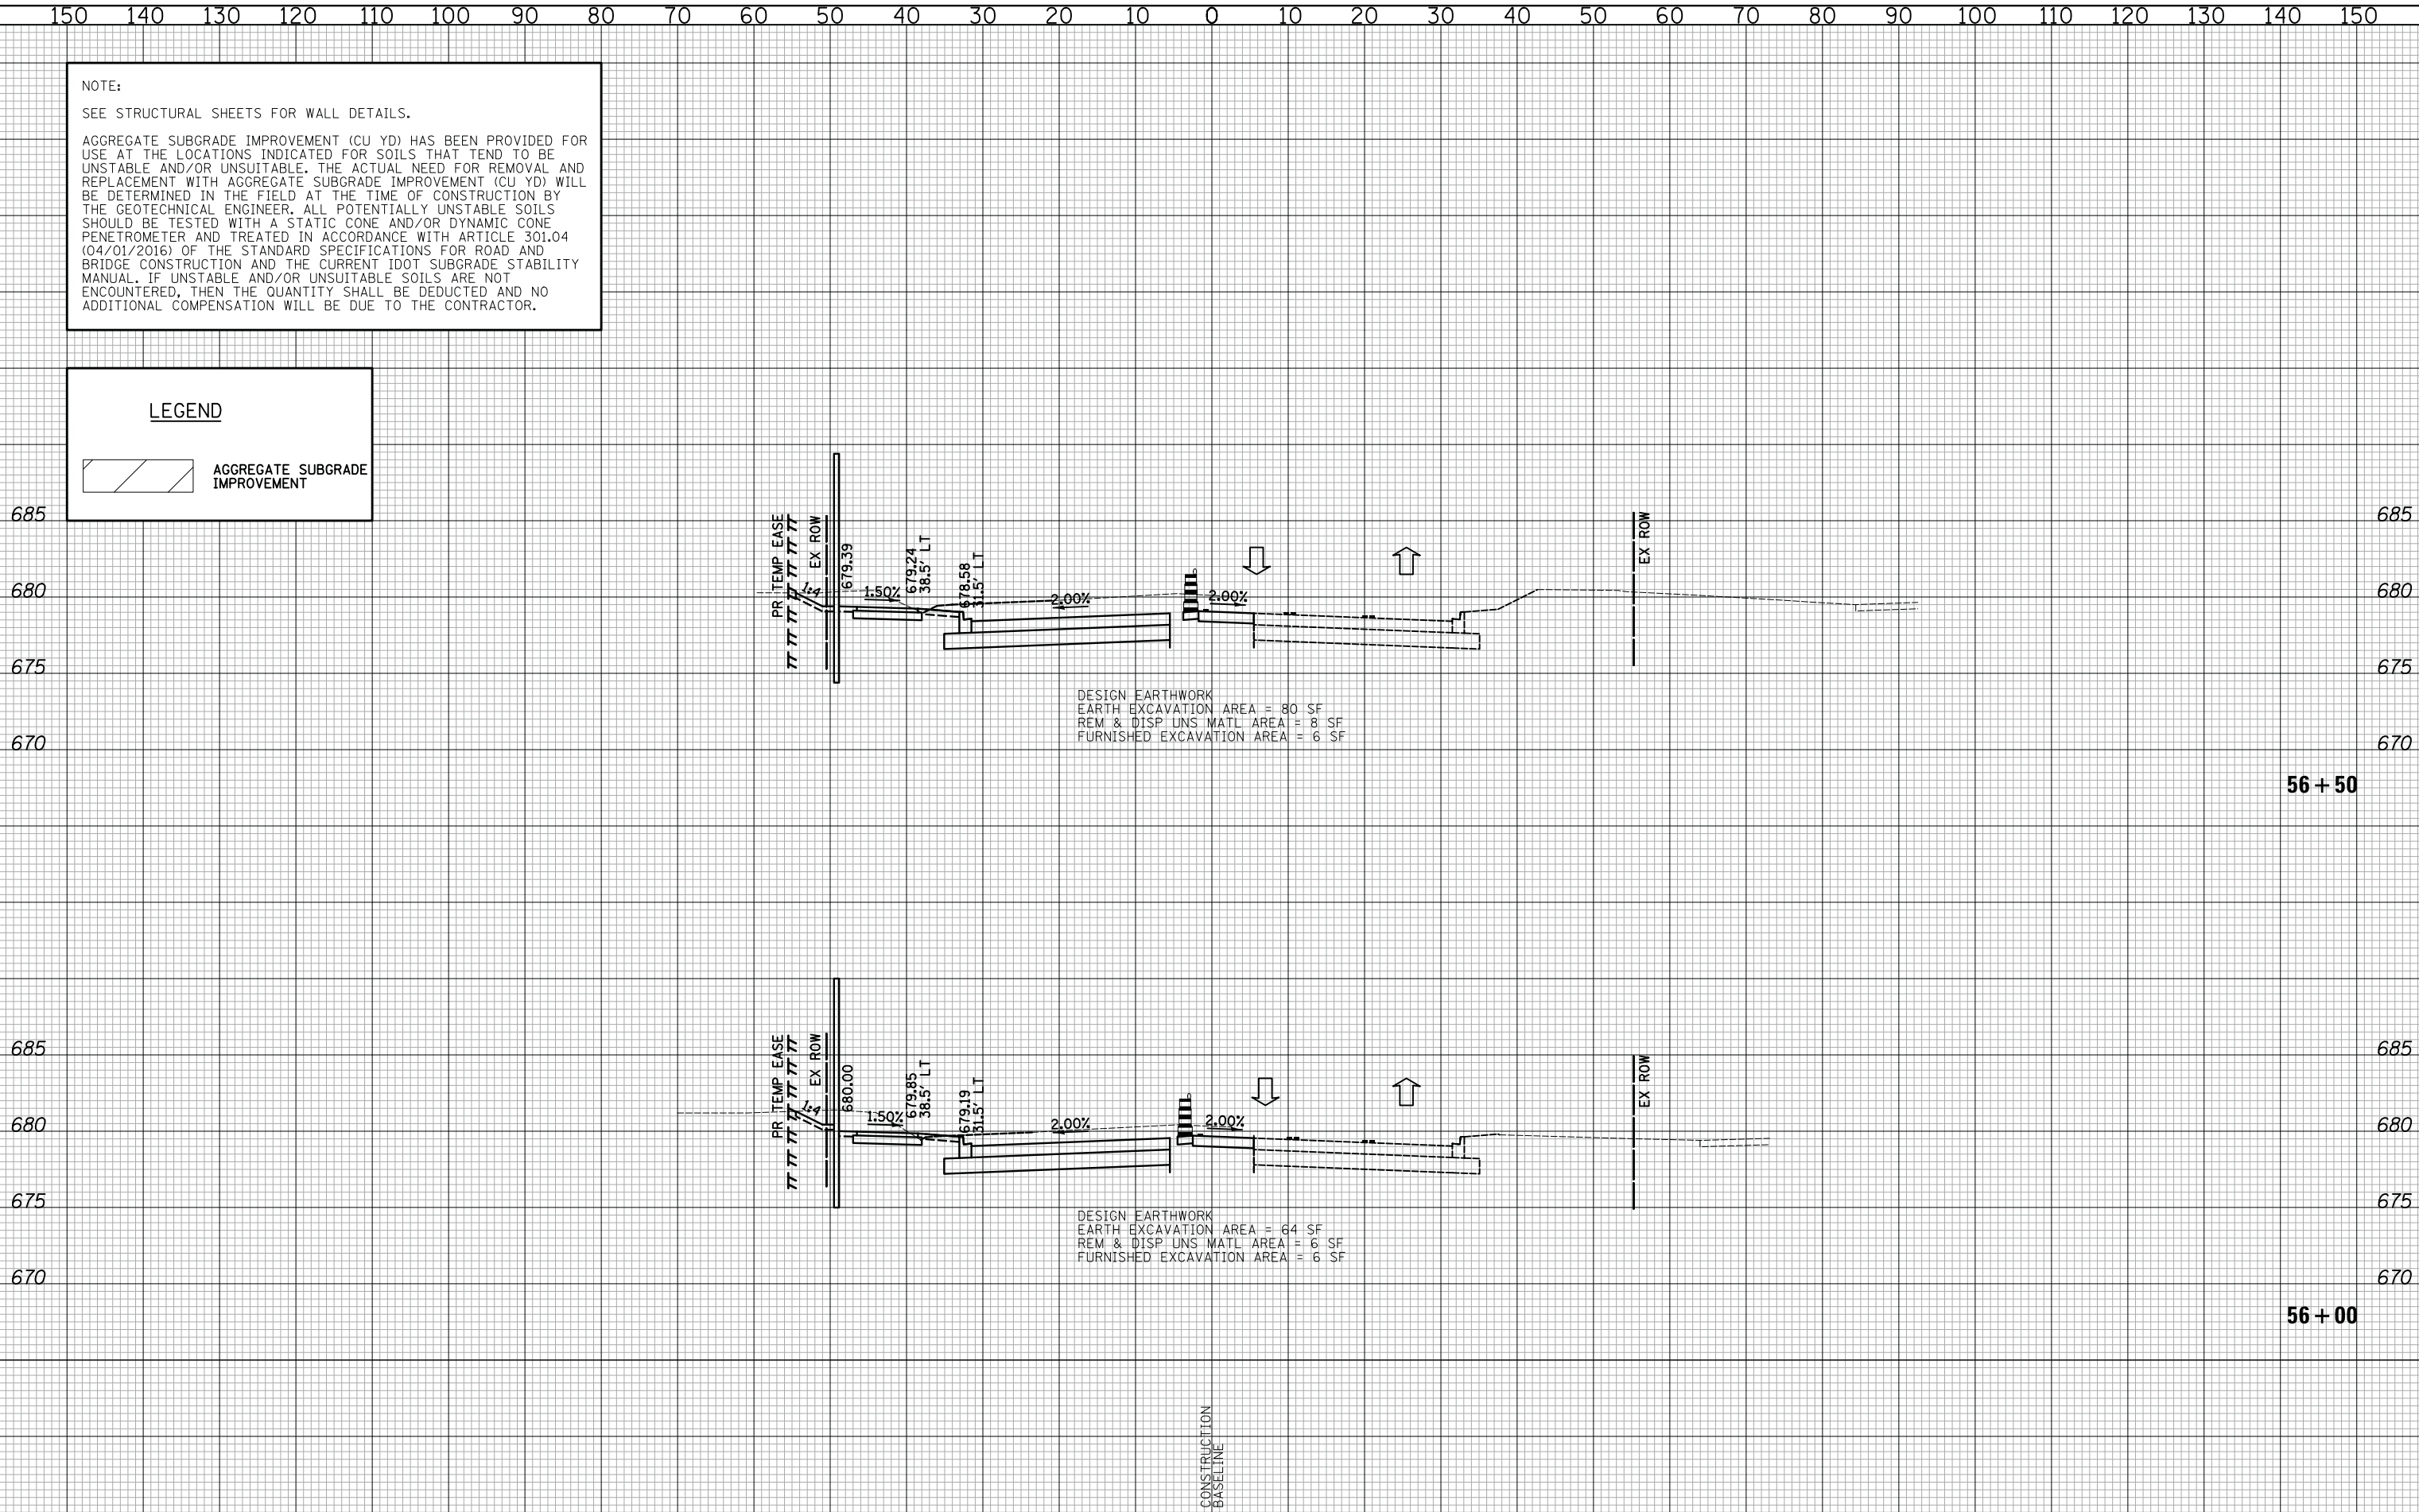 150 140 130 120 110 100 90 80 70 60 50 40 30 20 10 0 10 20 30 40 50 60 70 80 90 100 110 120 130 140 150
NOTE:
SEE STRUCTURAL SHEETS FOR WALL DETAILS.
AGGREGATE SUBGRADE IMPROVEMENT (CU YD) HAS BEEN PROVIDED FOR
USE AT THE LOCATIONS INDICATED FOR SOILS THAT TEND TO BE
UNSTABLE AND/OR UNSUITABLE. THE ACTUAL NEED FOR REMOVAL AND
REPLACEMENT WITH AGGREGATE SUBGRADE IMPROVEMENT (CU YD) WILL
BE DETERMINED IN THE FIELD AT THE TIME OF CONSTRUCTION BY
THE GEOTECHNICAL ENGINEER. ALL POTENTIALLY UNSTABLE SOILS
SHOULD BE TESTED WITH A STATIC CONE AND/OR DYNAMIC CONE
PENETROMETER AND TREATED IN ACCORDANCE WITH ARTICLE 301.04
(04/01/2016) OF THE STANDARD SPECIFICATIONS FOR ROAD AND
BRIDGE CONSTRUCTION AND THE CURRENT IDOT SUBGRADE STABILITY
MANUAL. IF UNSTABLE AND/OR UNSUITABLE SOILS ARE NOT
ENCOUNTERED, THEN THE QUANTITY SHALL BE DEDUCTED AND NO
ADDITIONAL COMPENSATION WILL BE DUE TO THE CONTRACTOR.
LEGEND
AGGREGATE SUBGRADE
IMPROVEMENT
685
680
675
670
PR TEMP EASE
EX ROW
1:4
679.39
1.50%
679.24
38.5' LT
678.58
31.5' LT
2.00%
2.00%
EX ROW
685
680
675
670
DESIGN EARTHWORK
EARTH EXCAVATION AREA = 80 SF
REM & DISP UNS MATL AREA = 8 SF
FURNISHED EXCAVATION AREA = 6 SF
56+50
685
680
675
670
PR TEMP EASE
EX ROW
1:4
680.00
1.50%
679.85
38.5' LT
679.19
31.5' LT
2.00%
2.00%
EX ROW
685
680
675
670
DESIGN EARTHWORK
EARTH EXCAVATION AREA = 64 SF
REM & DISP UNS MATL AREA = 6 SF
FURNISHED EXCAVATION AREA = 6 SF
56+00
CONSTRUCTION
BASELINE